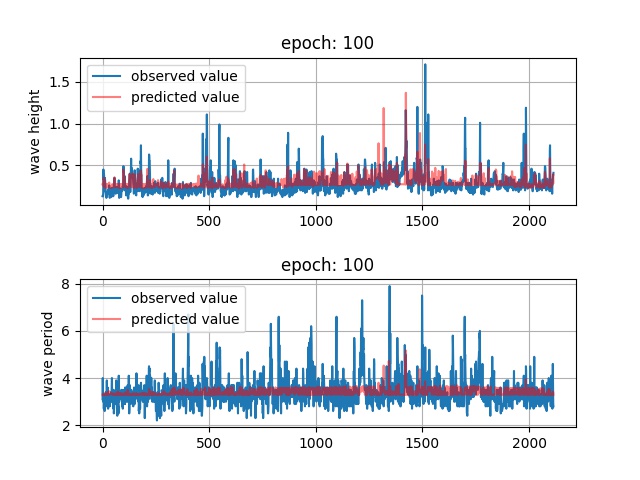 epoch: 100
wave height
1.5
1.0
0.5
observed value
predicted value
0 500 1000 1500 2000
epoch: 100
wave period
8
6
4
2
observed value
predicted value
0 500 1000 1500 2000